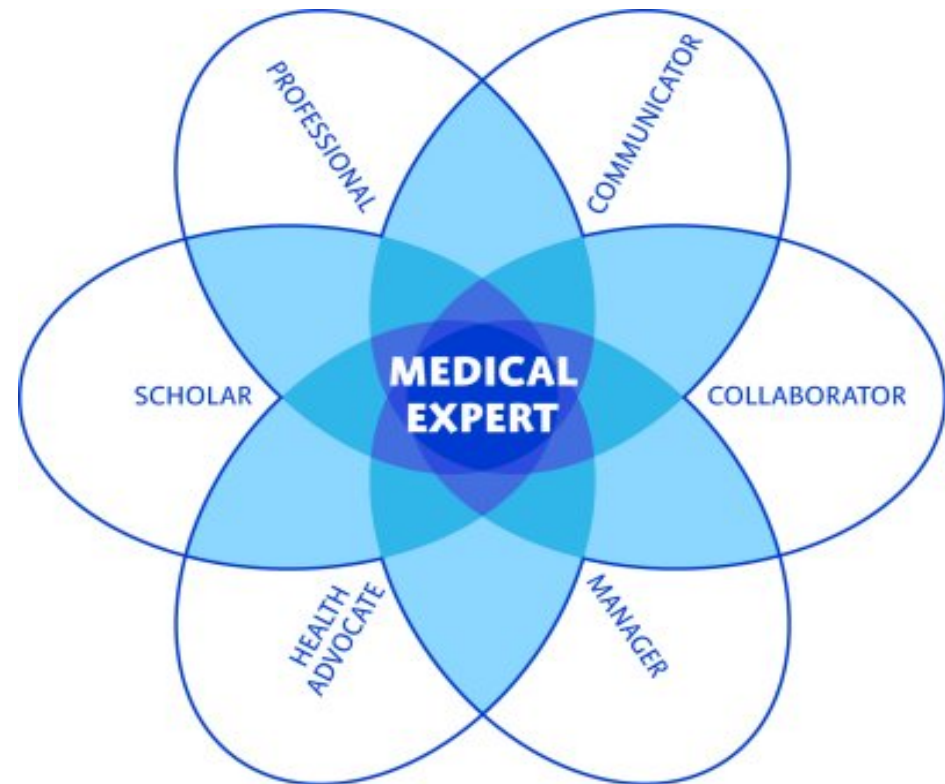 PROFESSIONAL
COMMUNICATOR
SCHOLAR
MEDICAL
EXPERT
COLLABORATOR
HEALTH
ADVOCATE
MANAGER